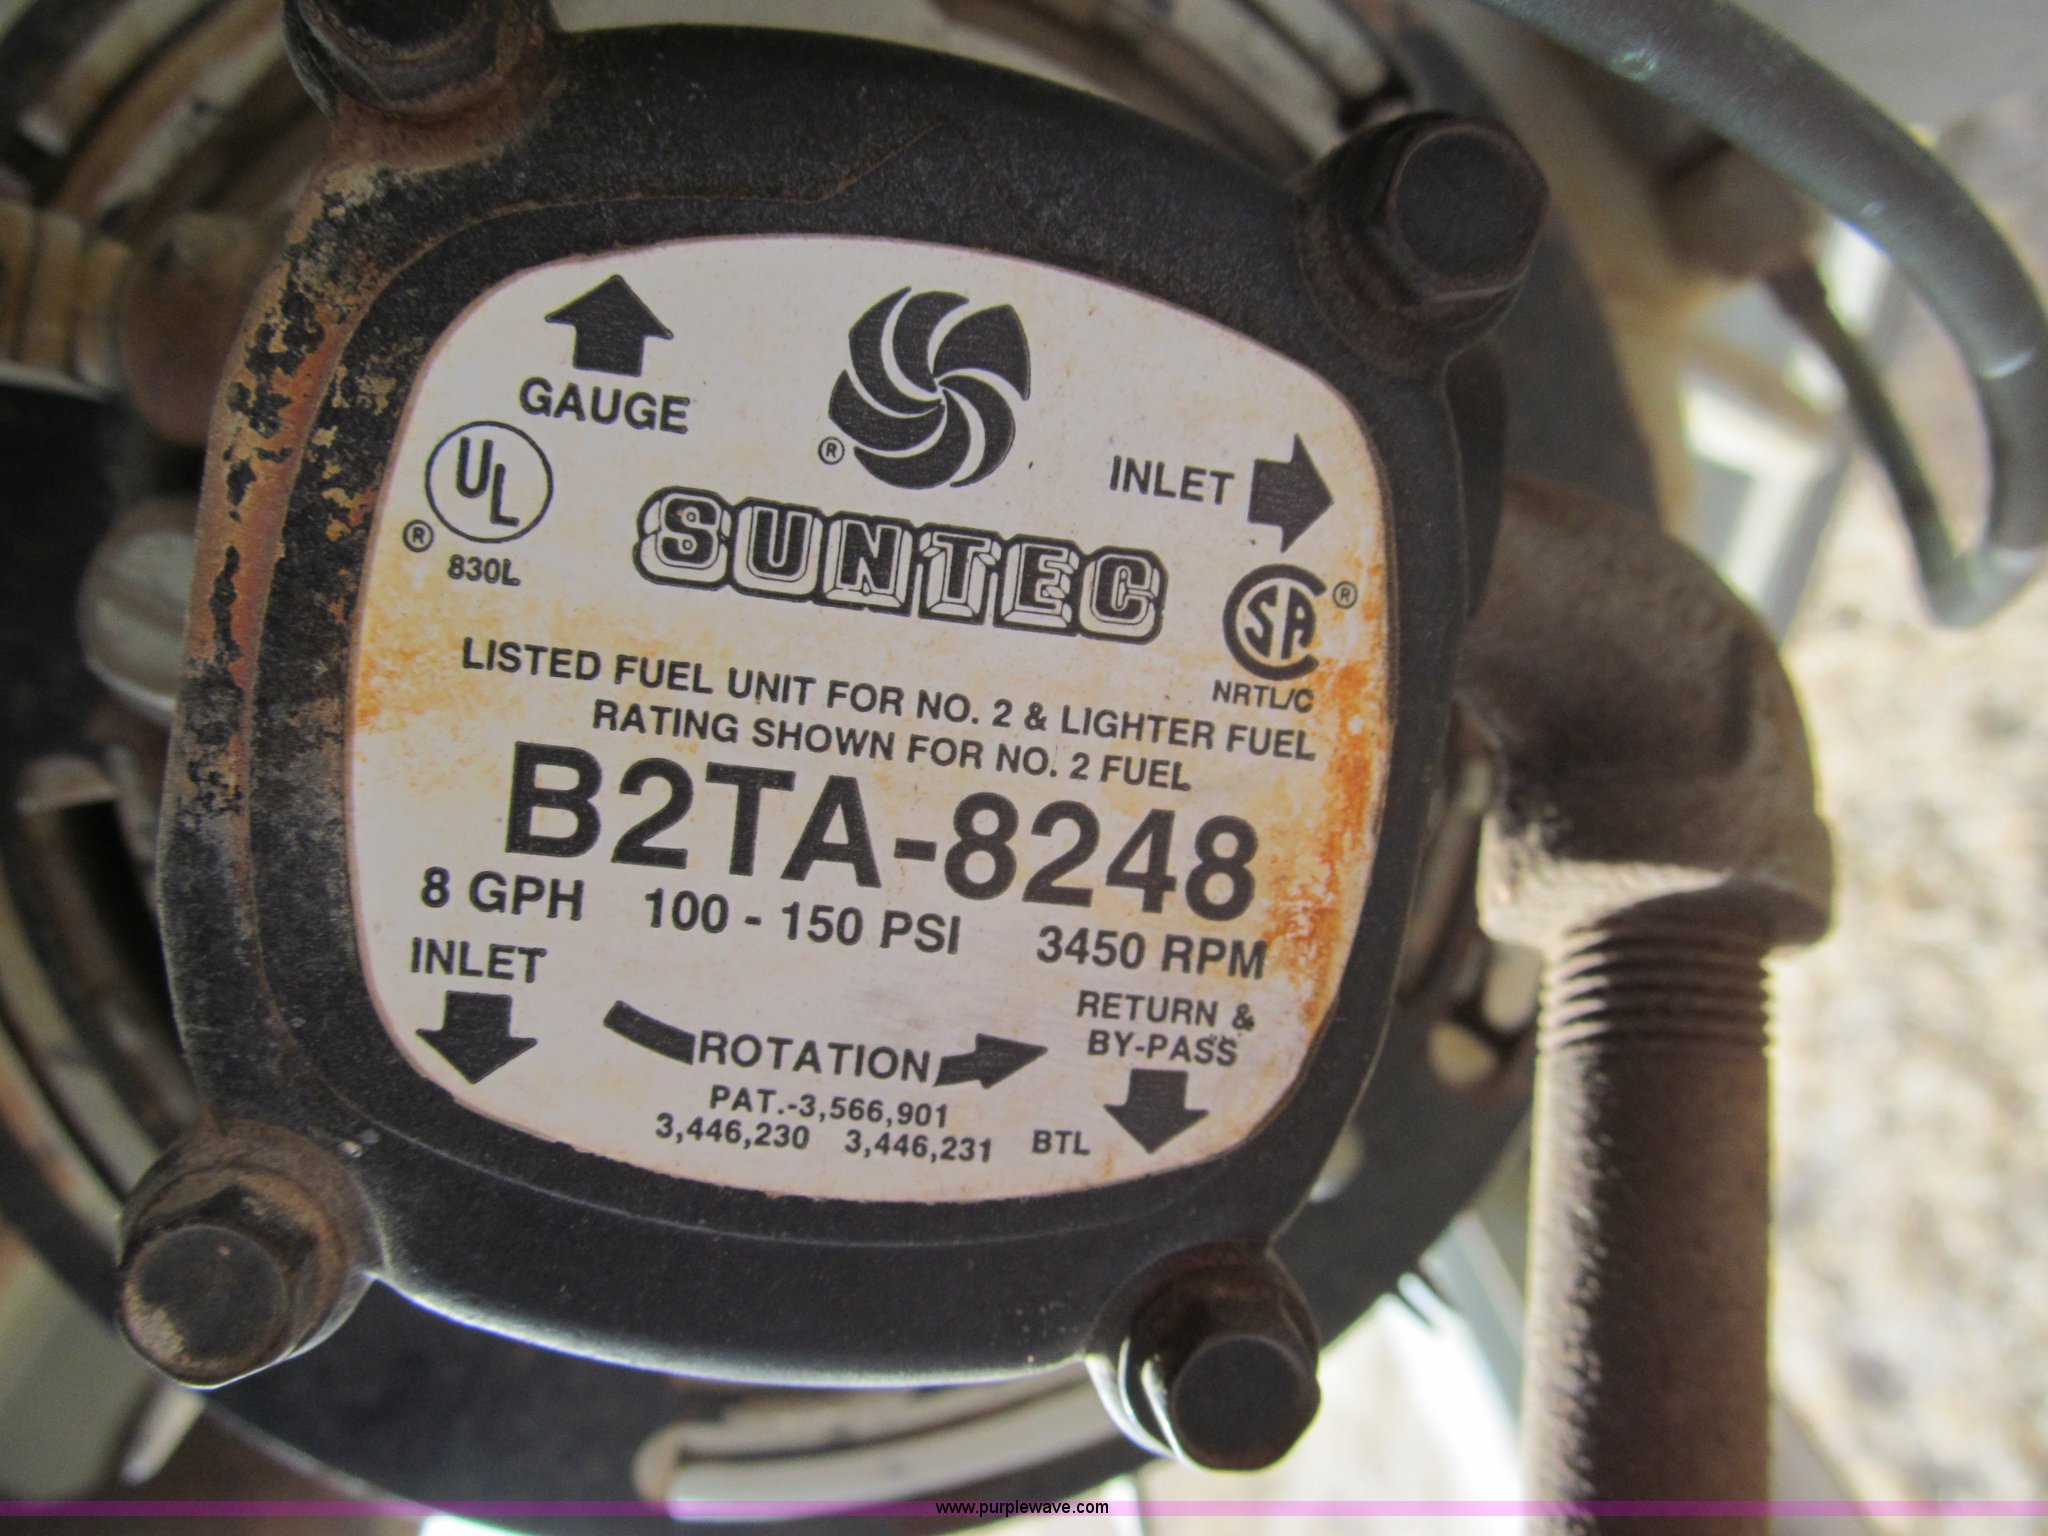 GAUGE
®
INLET
UL
® 830L
SUNTEC
CSA ®
NRTL/C
LISTED FUEL UNIT FOR NO. 2 & LIGHTER FUEL
RATING SHOWN FOR NO. 2 FUEL
B2TA-8248
8 GPH 100 - 150 PSI 3450 RPM
INLET
RETURN &
BY-PASS
ROTATION
PAT.-3,566,901
3,446,230 3,446,231 BTL
www.purplewave.com